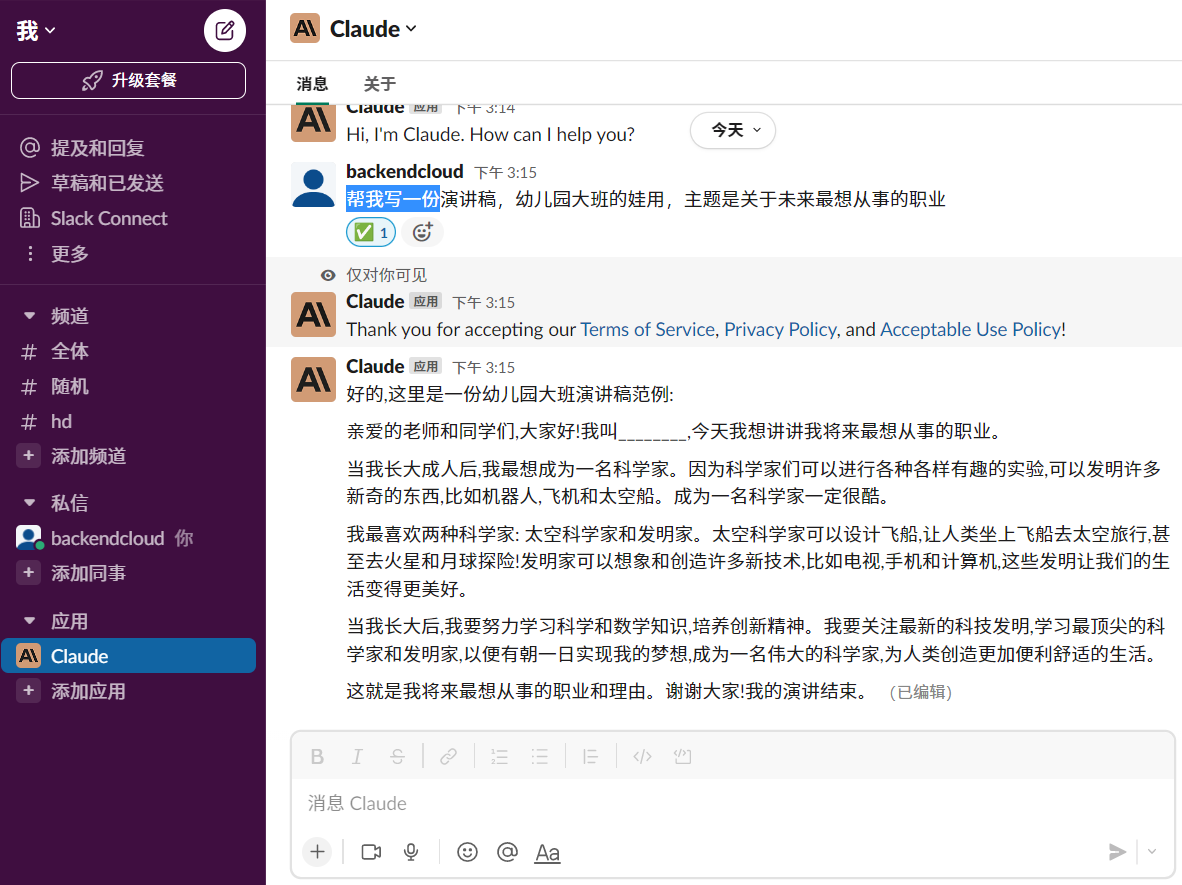 我
升级套餐
提及和回复
草稿和已发送
Slack Connect
更多
频道
# 全体
# 随机
# hd
+ 添加频道
私信
backendcloud 你
+ 添加同事
应用
Claude
+ 添加应用
Claude
消息 关于
Claude 应用 下午 3:14
Hi, I'm Claude. How can I help you?
今天
backendcloud 下午 3:15
帮我写一份演讲稿，幼儿园大班的娃用，主题是关于未来最想从事的职业
✅ 1
仅对你可见
Claude 应用 下午 3:15
Thank you for accepting our Terms of Service, Privacy Policy, and Acceptable Use Policy!
Claude 应用 下午 3:15
好的,这里是一份幼儿园大班演讲稿范例:
亲爱的老师和同学们,大家好!我叫________,今天我想讲讲我将来最想从事的职业。
当我长大成人后,我最想成为一名科学家。因为科学家们可以进行各种各样有趣的实验,可以发明许多
新奇的东西,比如机器人,飞机和太空船。成为一名科学家一定很酷。
我最喜欢两种科学家: 太空科学家和发明家。太空科学家可以设计飞船,让人类坐上飞船去太空旅行,甚
至去火星和月球探险!发明家可以想象和创造许多新技术,比如电视,手机和计算机,这些发明让我们的生
活变得更美好。
当我长大后,我要努力学习科学和数学知识,培养创新精神。我要关注最新的科技发明,学习最顶尖的科
学家和发明家,以便有朝一日实现我的梦想,成为一名伟大的科学家,为人类创造更加便利舒适的生活。
这就是我将来最想从事的职业和理由。谢谢大家!我的演讲结束。 （已编辑）
B I S
消息 Claude
+ Aa